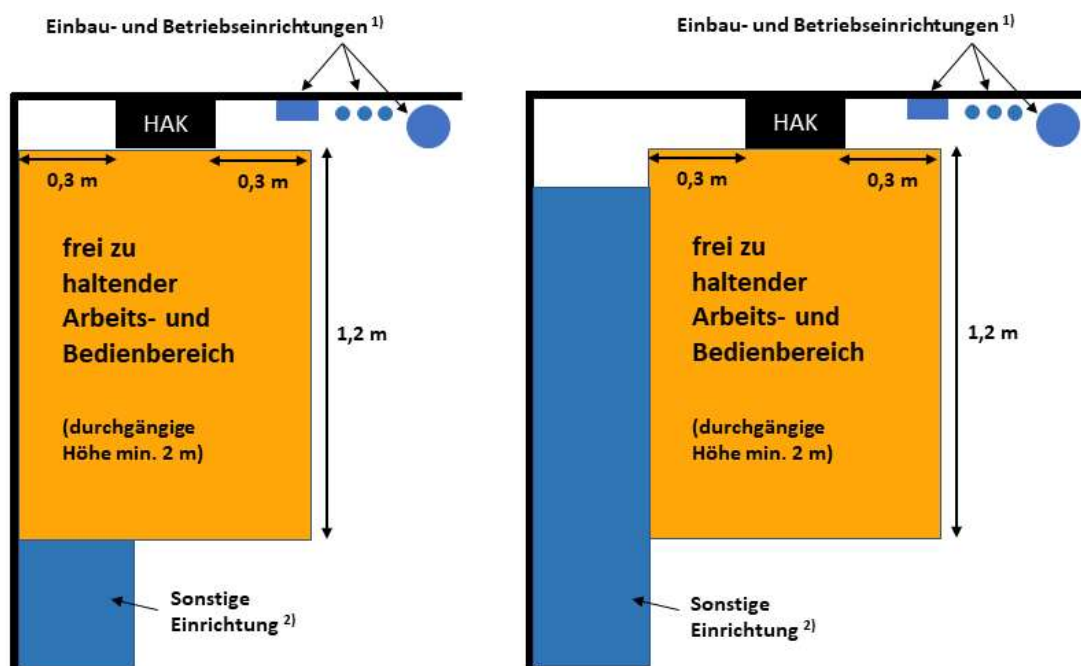 Einbau- und Betriebseinrichtungen 1)
HAK
0,3 m
0,3 m
frei zu
haltender
Arbeits- und
Bedienbereich
1,2 m
(durchgängige
Höhe min. 2 m)
Sonstige
Einrichtung 2)
Einbau- und Betriebseinrichtungen 1)
HAK
0,3 m
0,3 m
frei zu
haltender
Arbeits- und
Bedienbereich
1,2 m
(durchgängige
Höhe min. 2 m)
Sonstige
Einrichtung 2)